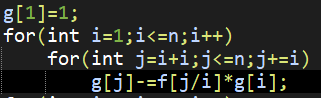 g[1]=1;
for(int i=1;i<=n;i++)
for(int j=i+i;j<=n;j+=i)
g[j]-=f[j/i]*g[i];